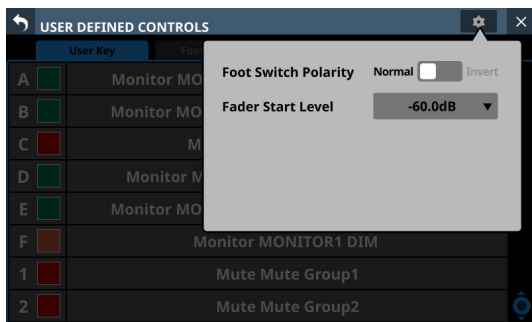 USER DEFINED CONTROLS
User Key Foo
Foot Switch Polarity Normal Invert
Fader Start Level -60.0dB
A Monitor MO
B Monitor MO
C M
D Monitor M
E Monitor MO
F Monitor MONITOR1 DIM
1 Mute Mute Group1
2 Mute Mute Group2